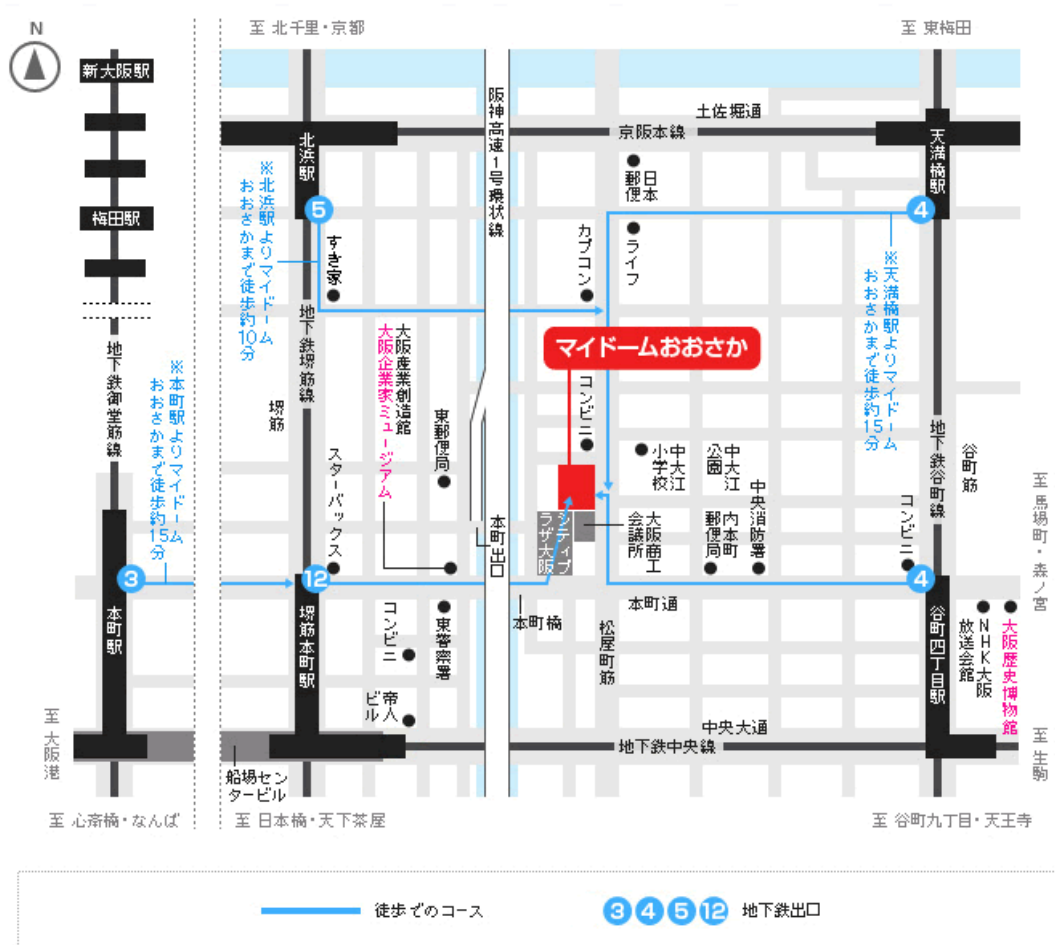 N
至 北千里・京都
至 東梅田
新大阪駅
梅田駅
地下鉄御堂筋線
※本町駅よりマイドーム
おおさかまで徒歩約15分
3
本町駅
至 大阪港
至 心斎橋・なんば
北浜駅
5
※北浜駅よりマイドーム
おおさかまで徒歩約10分
すき家
地下鉄堺筋線
堺筋
大阪産業創造館
大阪企業家ミュージアム
東郵便局
スターバックス
12
堺筋本町駅
コンビニ
東警察署
帝人
ビル
船場セン
タービル
至 日本橋・天下茶屋
阪神高速1号環状線
本町出口
本町橋
土佐堀通
京阪本線
天満橋駅
4
※天満橋駅よりマイドーム
おおさかまで徒歩約15分
日本
郵便
ライフ
カプコン
マイドームおおさか
コンビニ
中大江
小学校
中大江
公園
シティプ
ラザ大阪
大阪商工
会議所
内本町
郵便局
中央消防署
コンビニ
地下鉄谷町線
谷町筋
至 馬場町・森ノ宮
4
本町通
松屋町筋
谷町四丁目駅
NHK大阪
放送会館
大阪歴史博物館
中央大通
地下鉄中央線
至 生駒
至 谷町九丁目・天王寺
徒歩でのコース
3 4 5 12 地下鉄出口